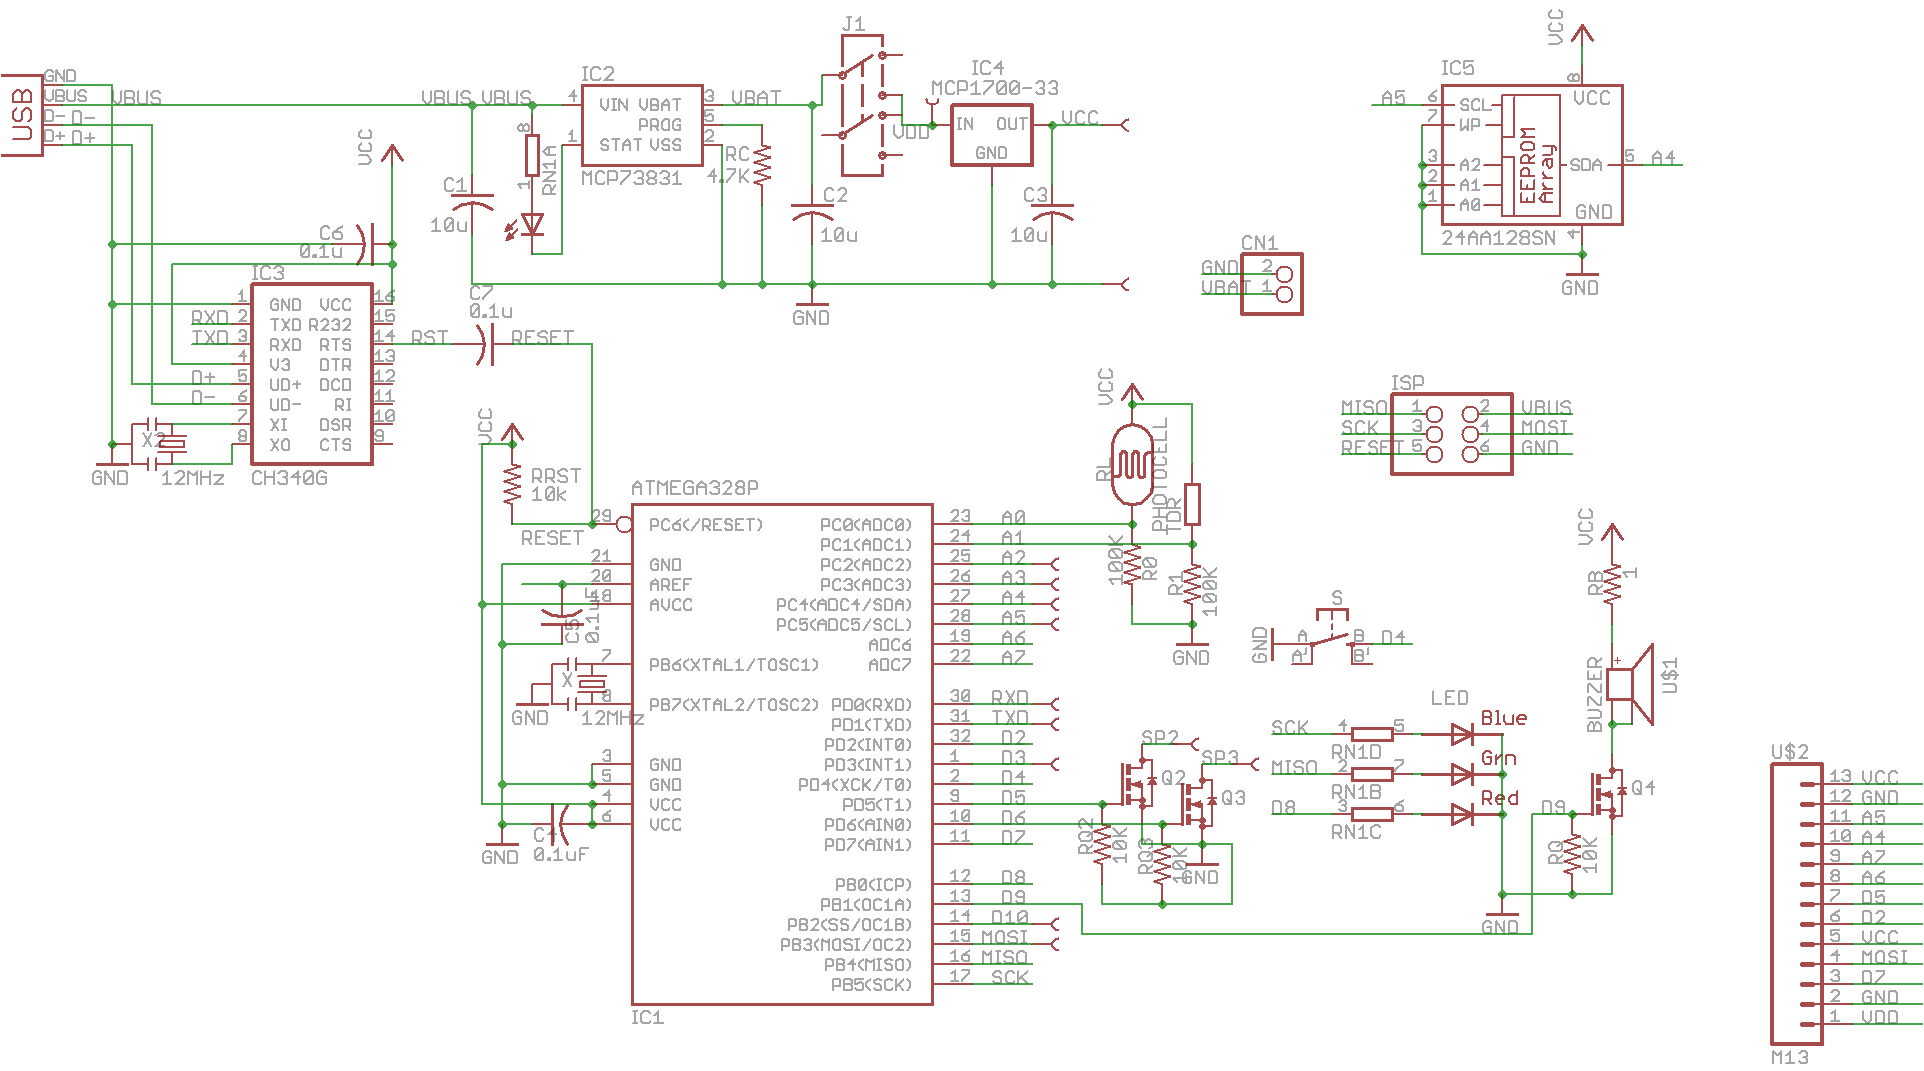 USB
GND
VBUS
D-
D+
D-
D+
VBUS
VBUS
VBUS
VCC
C6
0.1u
IC3
1 GND VCC 16
RXD 2 TXD R232 15
TXD 3 RXD RTS 14
4 V3 DTR 13
D+ 5 UD+ DCD 12
D- 6 UD- RI 11
7 XI DSR 10
8 XO CTS 9
CH340G
GND
12MHz
RST
C7
0.1u
RESET
C1
10u
8
1
RN1A
IC2
4 VIN VBAT 3
PROG 5
1 STAT VSS 2
MCP73831
VBAT
RC
4.7K
C2
10u
GND
J1
VDD
IC4
MCP1700-33
IN OUT
GND
VCC
C3
10u
CN1
GND 2
VBAT 1
VCC
IC5
8
VCC
A5 6 SCL
7 WP
3 A2
2 A1
1 A0
EEPROM
Array
SDA 5 A4
GND
4
24AA128SN
GND
ISP
MISO 1 2 VBUS
SCK 3 4 MOSI
RESET 5 6 GND
VCC
RRST
10k
RESET
ATMEGA328P
29 PC6(/RESET)
21 GND
20 AREF
18 AVCC
C5
7 PB6(XTAL1/TOSC1)
X
8 PB7(XTAL2/TOSC2)
GND
12MHz
3 GND
5 GND
4 VCC
6 VCC
C4
0.1uF
GND
PC0(ADC0) 23 A0
PC1(ADC1) 24 A1
PC2(ADC2) 25 A2
PC3(ADC3) 26 A3
PC4(ADC4/SDA) 27 A4
PC5(ADC5/SCL) 28 A5
ADC6 19 A6
ADC7 22 A7
PD0(RXD) 30 RXD
PD1(TXD) 31 TXD
PD2(INT0) 32 D2
PD3(INT1) 1 D3
PD4(XCK/T0) 2 D4
PD5(T1) 9 D5
PD6(AIN0) 10 D6
PD7(AIN1) 11 D7
PB0(ICP) 12 D8
PB1(OC1A) 13 D9
PB2(SS/OC1B) 14 D10
PB3(MOSI/OC2) 15 MOSI
PB4(MISO) 16 MISO
PB5(SCK) 17 SCK
IC1
VCC
RL
PHOTOCELL
TDR
100K
R0
R1
100K
GND
S
GND
A B D4
A' B'
SP2
SP3
Q2
Q3
RQ2
10K
RQ3
10K
GND
LED
SCK 4 5 Blue
RN1D
MISO 2 7 Grn
RN1B
D8 3 6 Red
RN1C
GND
VCC
RB
1
+
BUZZER
U$1
D9
Q4
RQ
10K
U$2
13 VCC
12 GND
11 A5
10 A4
9 A7
8 A6
7 D5
6 D2
5 VCC
4 MOSI
3 D7
2 GND
1 VDD
M13